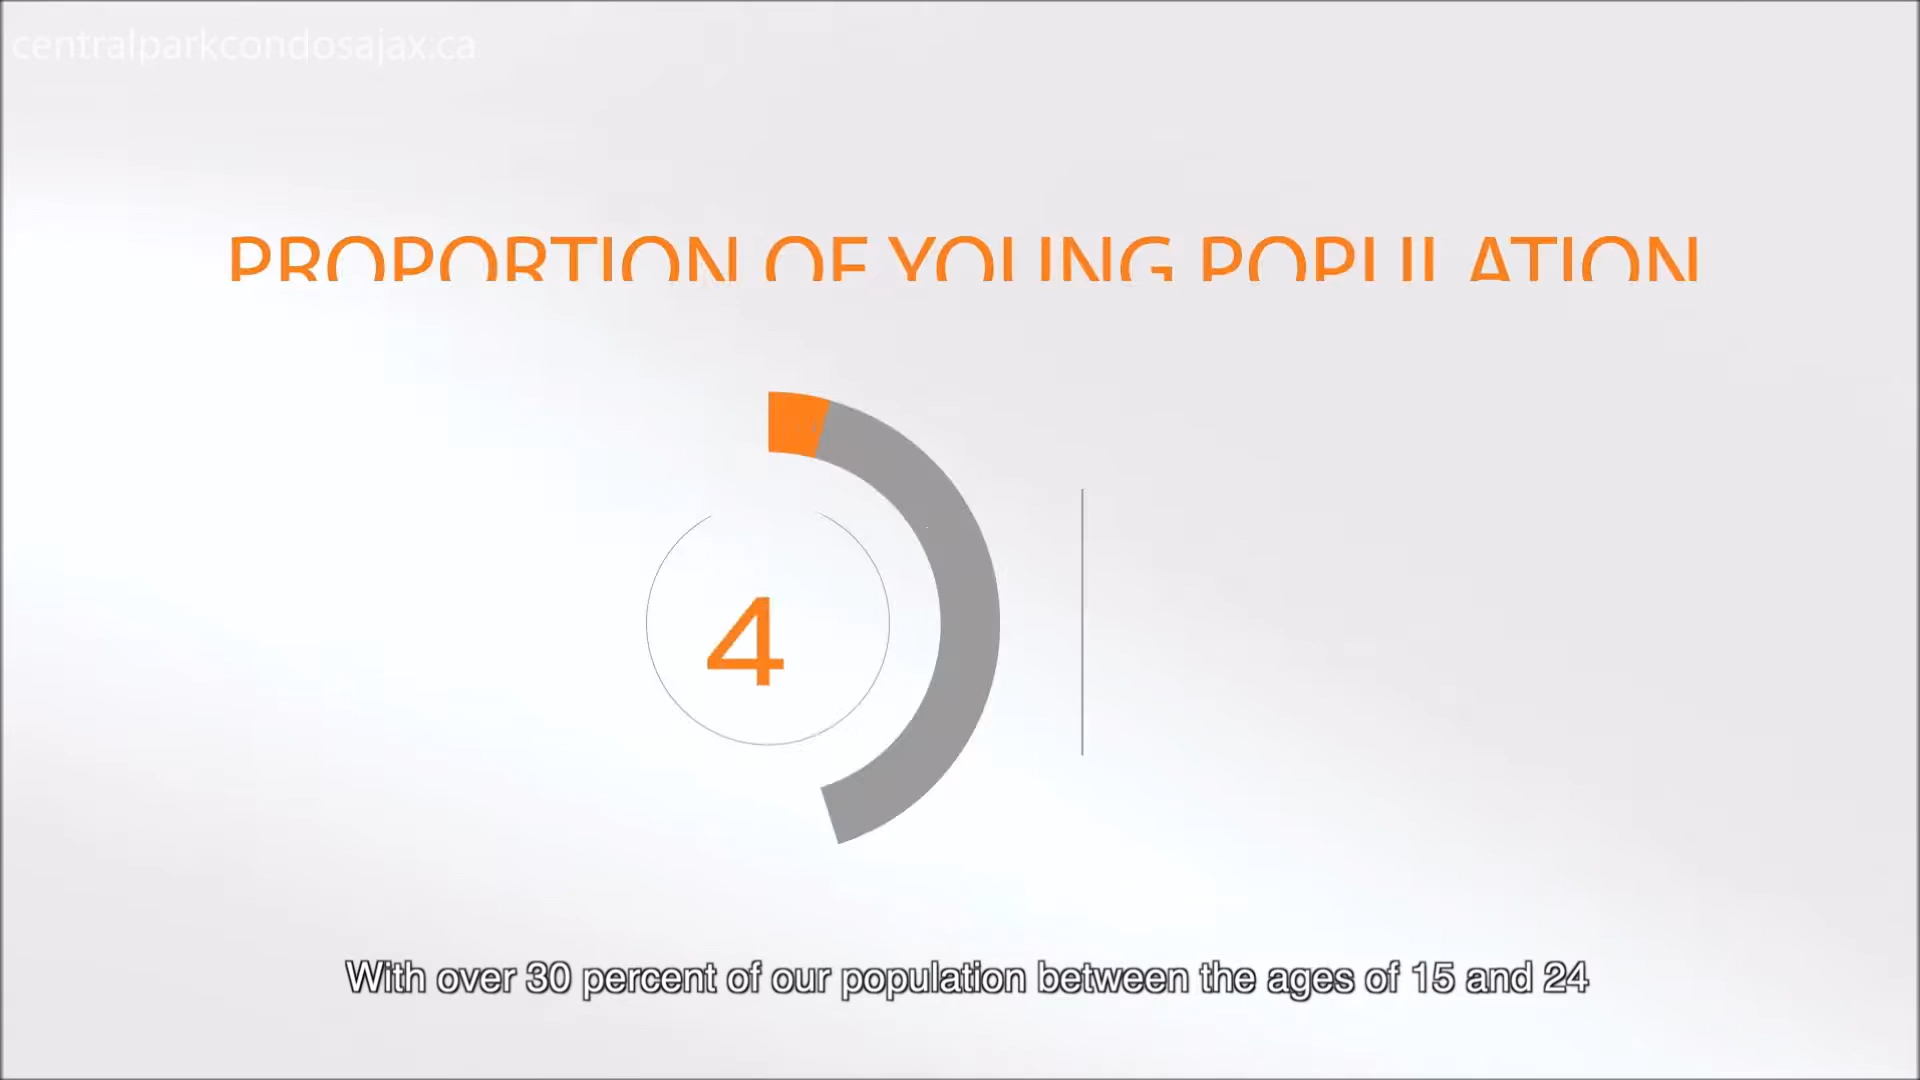 centralparkcondosajax.ca
PROPORTION OF YOUNG POPULATION
4
With over 30 percent of our population between the ages of 15 and 24